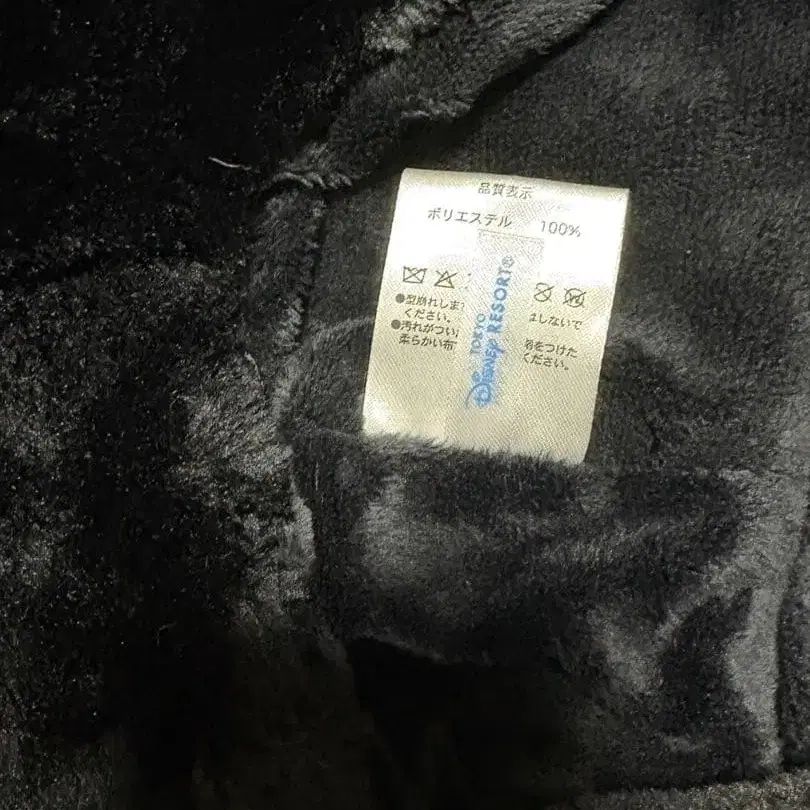 品質表示
ポリエステル 100%
●型崩れしま はしないで
ください。
●汚れがつい 溶をつけた
柔らかい布 ください。
TOKYO
Disney RESORT®